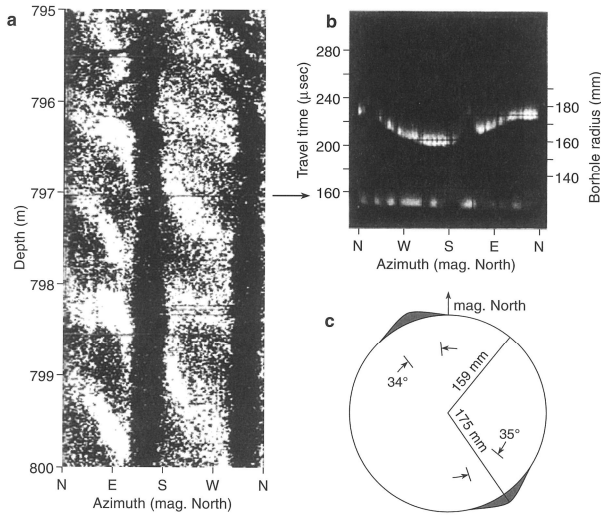 a
795
796
797
798
799
800
Depth (m)
N E S W N
Azimuth (mag. North)
b
280
240
200
160
Travel time (μsec)
180
160
140
Borehole radius (mm)
N W S E N
Azimuth (mag. North)
c
mag. North
34°
159 mm
175 mm
35°